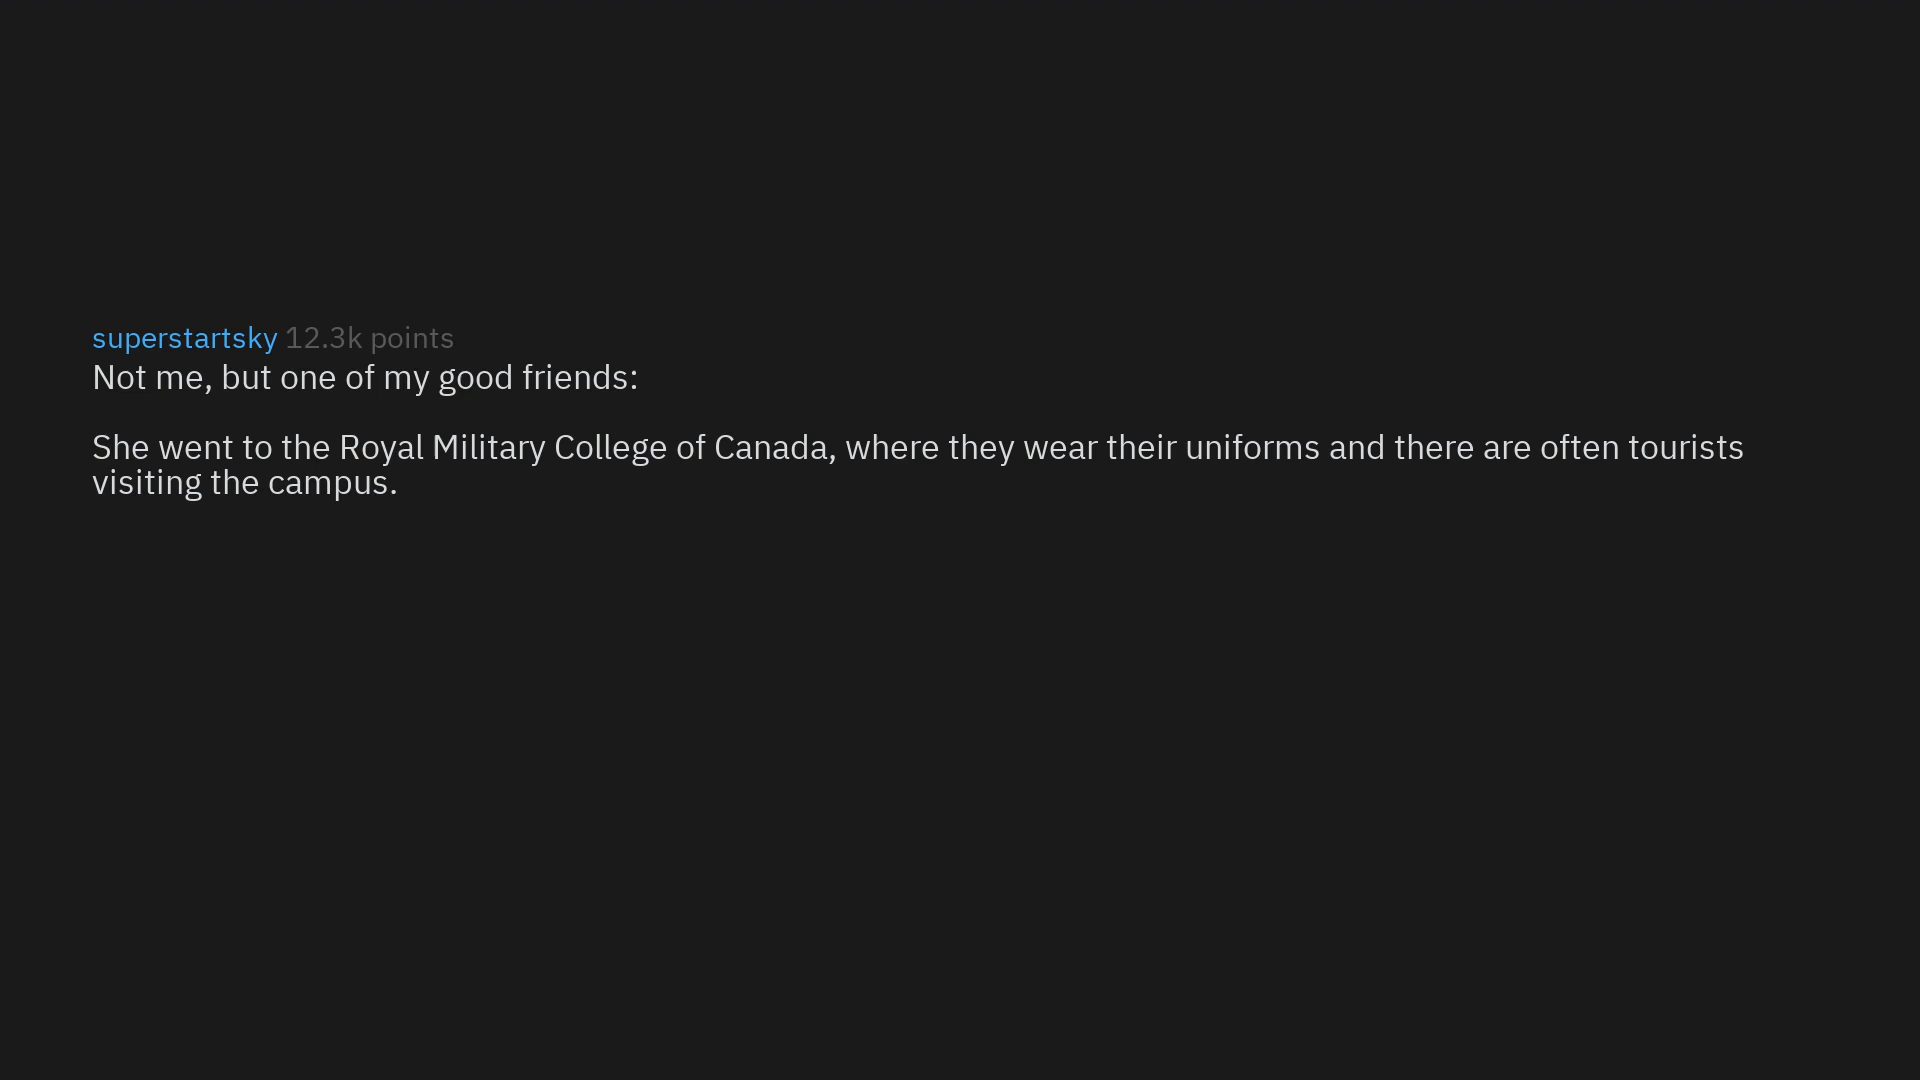 superstartsky 12.3k points
Not me, but one of my good friends:
She went to the Royal Military College of Canada, where they wear their uniforms and there are often tourists
visiting the campus.